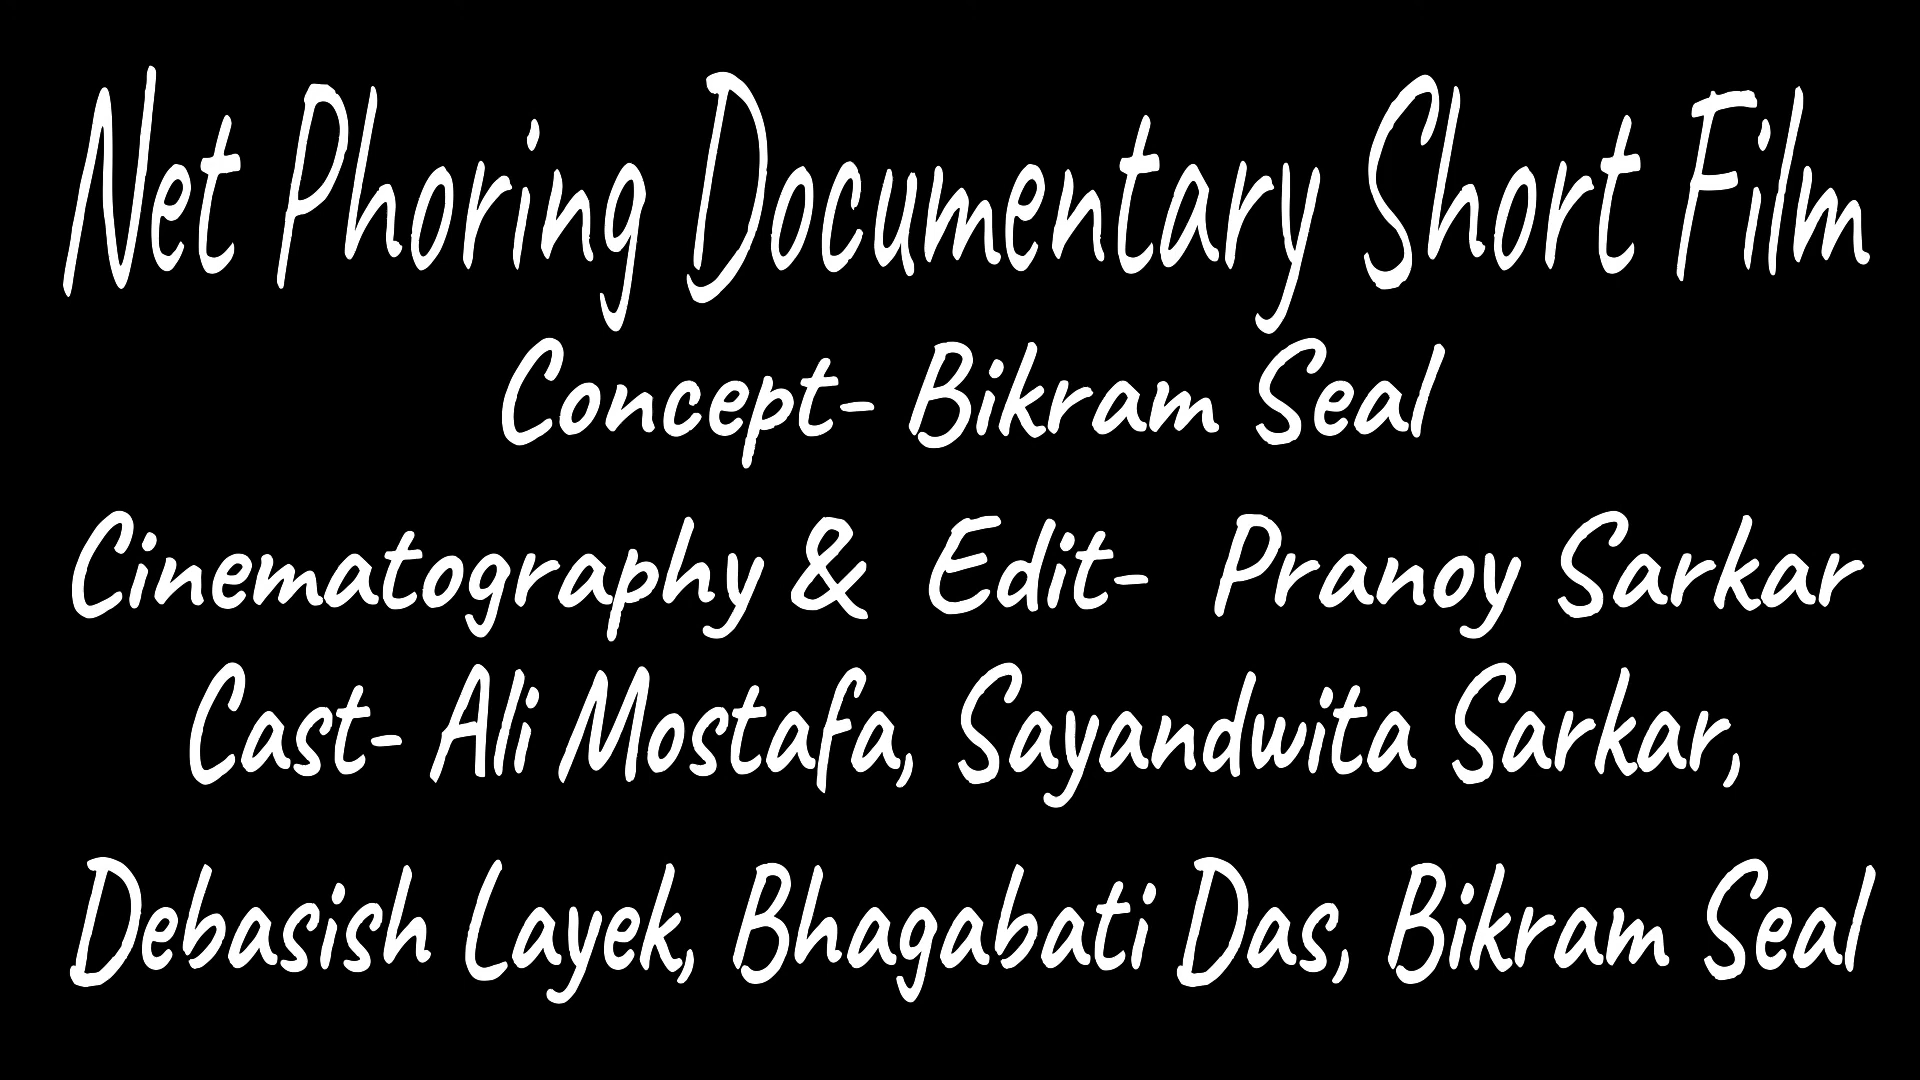 Net Phoring Documentary Short Film
Concept- Bikram Seal
Cinematography & Edit- Pranoy Sarkar
Cast- Ali Mostafa, Sayandwita Sarkar,
Debasish Layek, Bhagabati Das, Bikram Seal